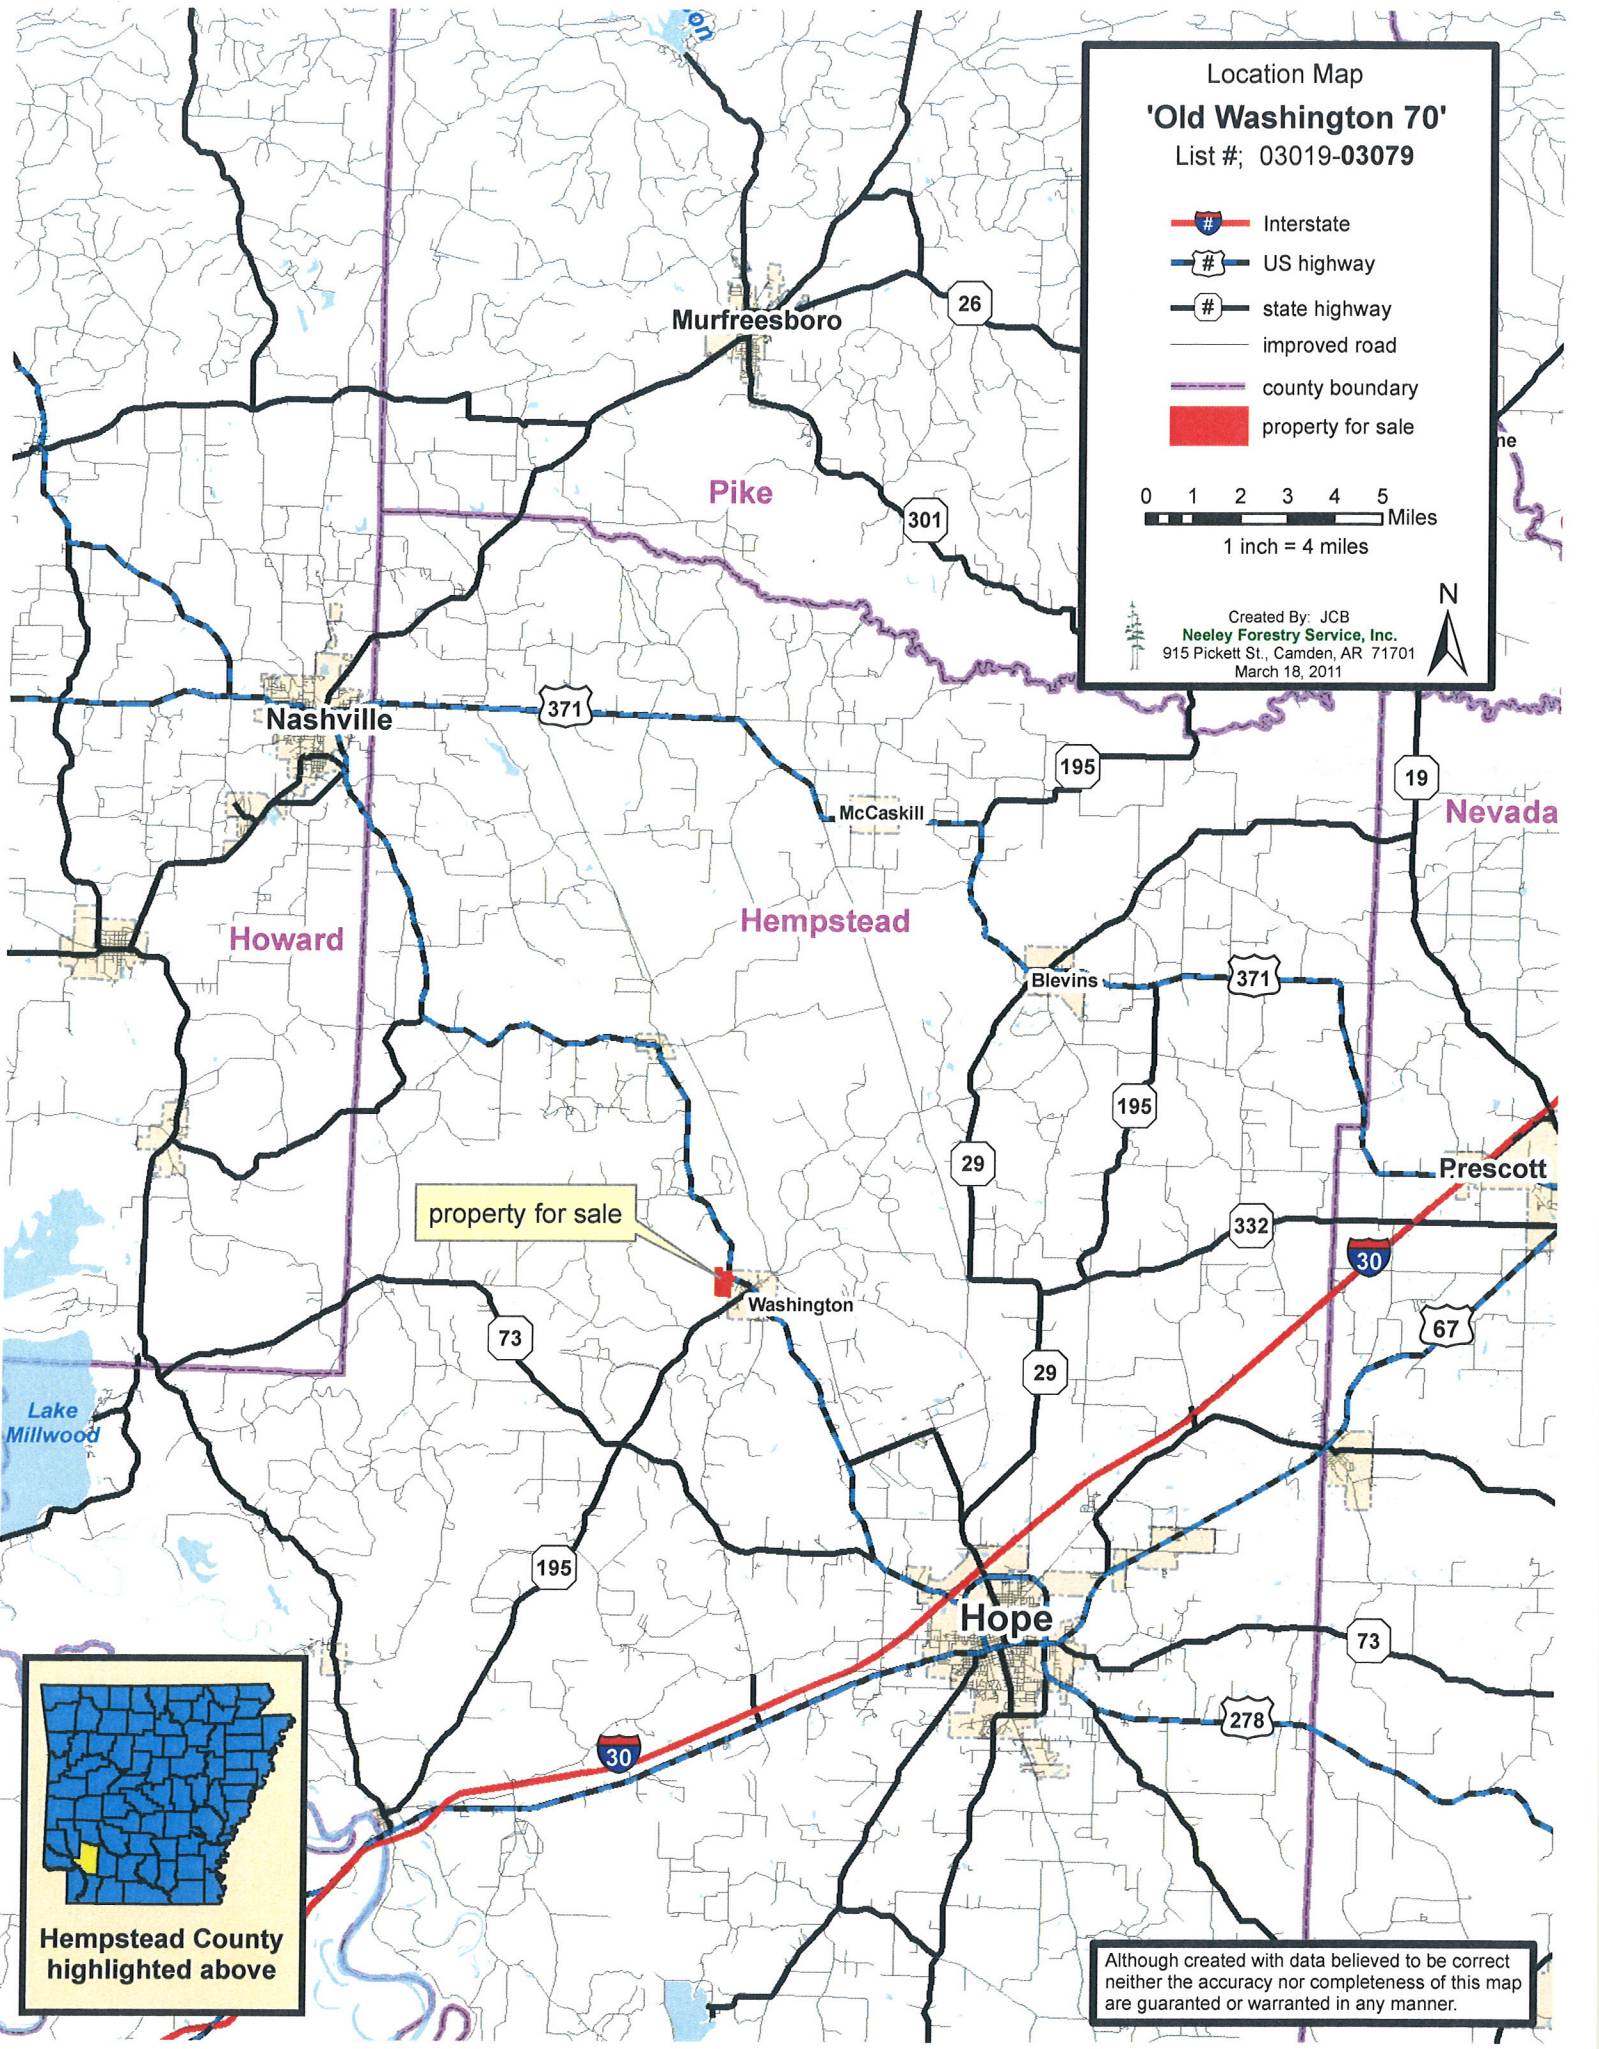 on
Location Map
'Old Washington 70'
List #; 03019-03079
# Interstate
# US highway
# state highway
improved road
county boundary
property for sale
0 1 2 3 4 5
Miles
1 inch = 4 miles
N
Created By: JCB
Neeley Forestry Service, Inc.
915 Pickett St., Camden, AR 71701
March 18, 2011
26
Murfreesboro
me
Pike
301
371
Nashville
195
19
McCaskill
Nevada
Hempstead
Howard
Blevins
371
195
29
Prescott
property for sale
332
30
Washington
73
67
29
Lake
Millwood
195
Hope
73
278
30
Hempstead County
highlighted above
Although created with data believed to be correct
neither the accuracy nor completeness of this map
are guaranted or warranted in any manner.